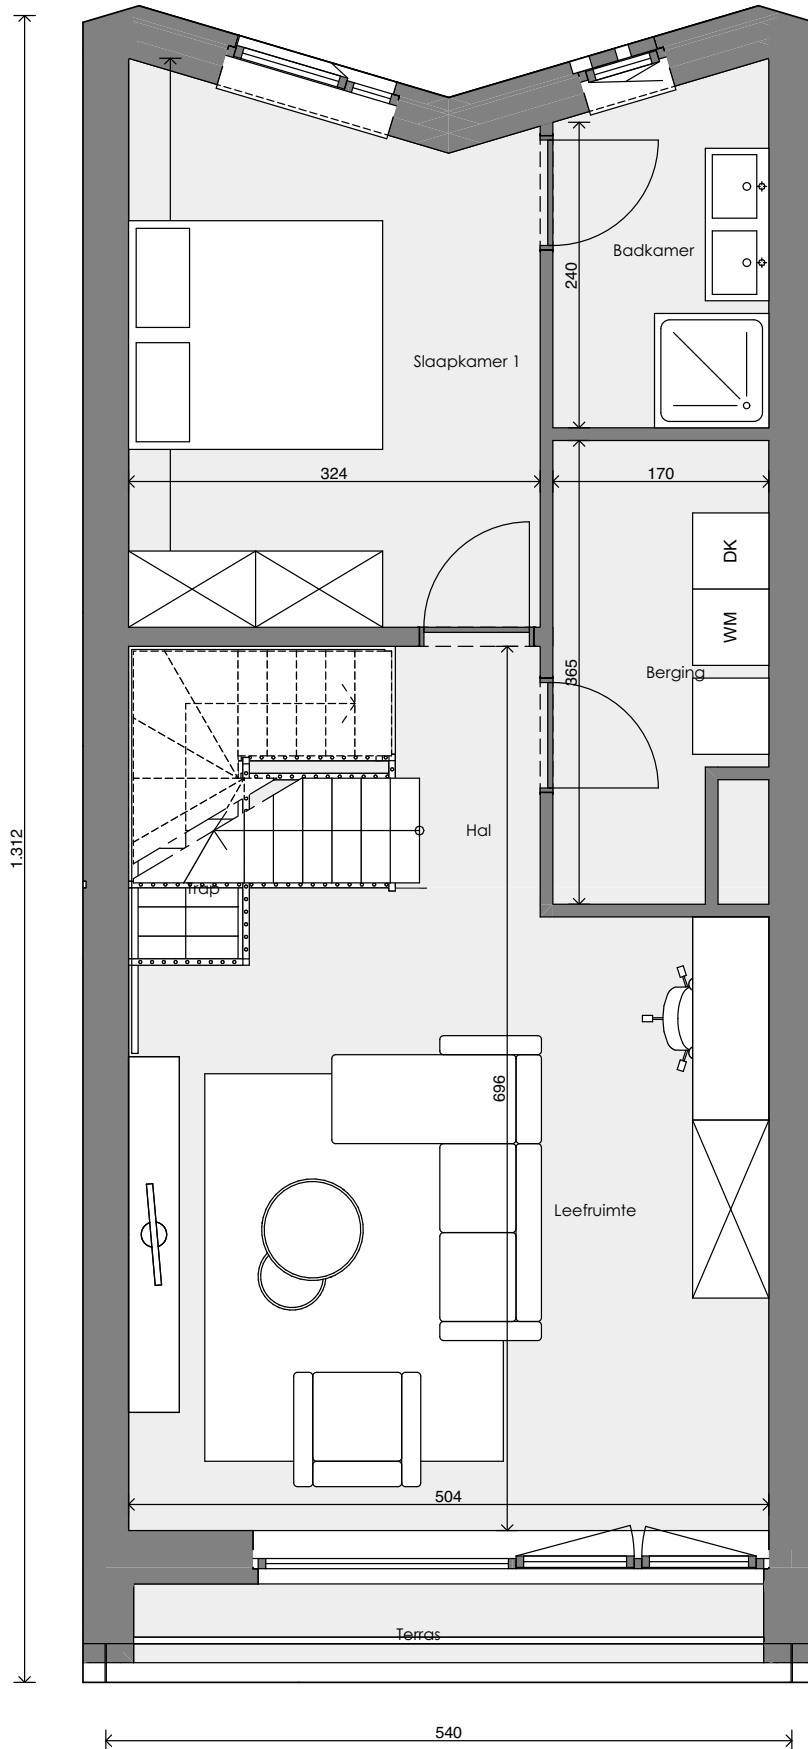 Badkamer
240
Slaapkamer 1
324
170
DK
WM
365
Berging
Hal
1.312
Trap
696
Leefruimte
504
Terras
540